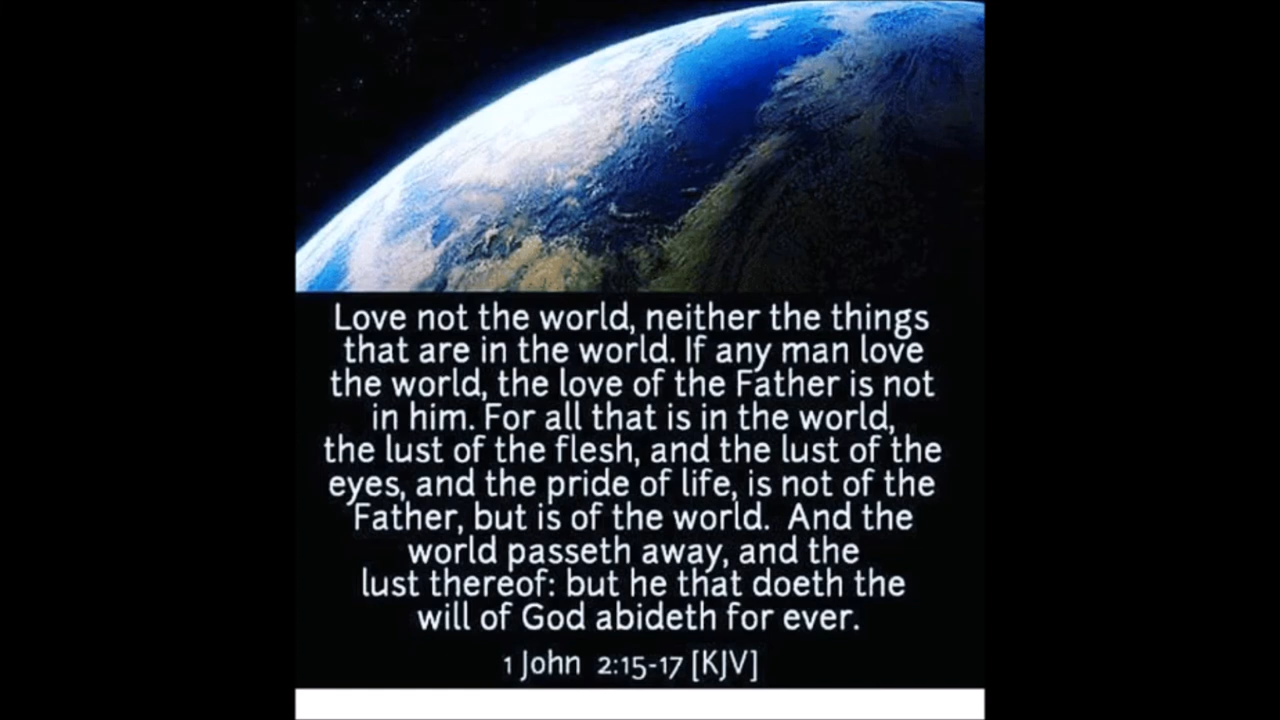 Love not the world, neither the things
that are in the world. If any man love
the world, the love of the Father is not
in him. For all that is in the world,
the lust of the flesh, and the lust of the
eyes, and the pride of life, is not of the
Father, but is of the world.  And the
world passeth away, and the
lust thereof: but he that doeth the
will of God abideth for ever.
1 John  2:15-17 [KJV]